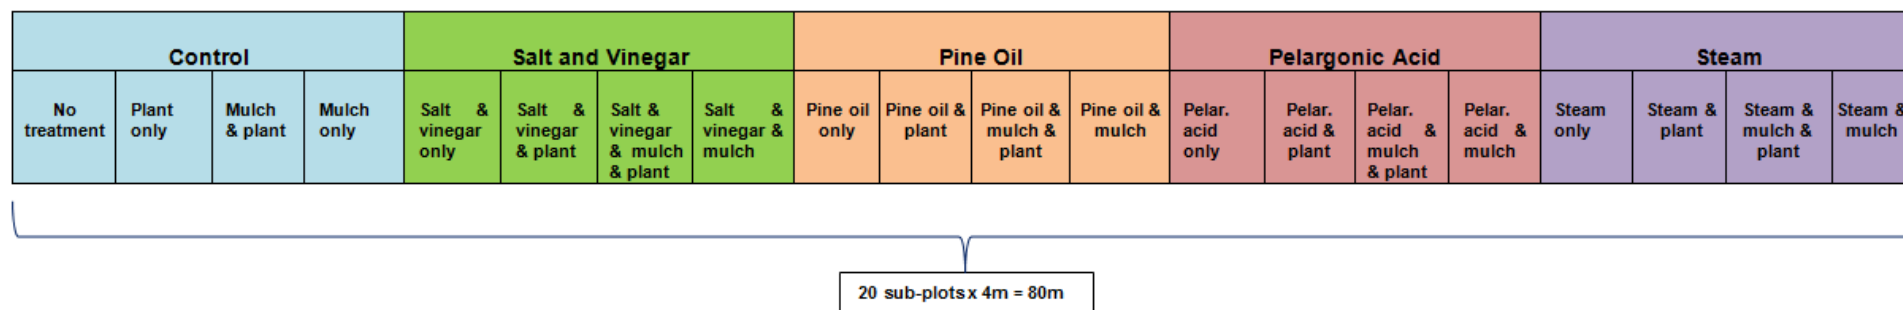 Control
Salt and Vinegar
Pine Oil
Pelargonic Acid
Steam
No
treatment
Plant
only
Mulch
& plant
Mulch
only
Salt &
vinegar
only
Salt &
vinegar
& plant
Salt &
vinegar
& mulch
& plant
Salt &
vinegar &
mulch
Pine oil
only
Pine oil &
plant
Pine oil &
mulch &
plant
Pine oil &
mulch
Pelar.
acid
only
Pelar.
acid &
plant
Pelar.
acid &
mulch
& plant
Pelar.
acid &
mulch
Steam
only
Steam &
plant
Steam &
mulch &
plant
Steam &
mulch
20 sub-plots x 4m = 80m